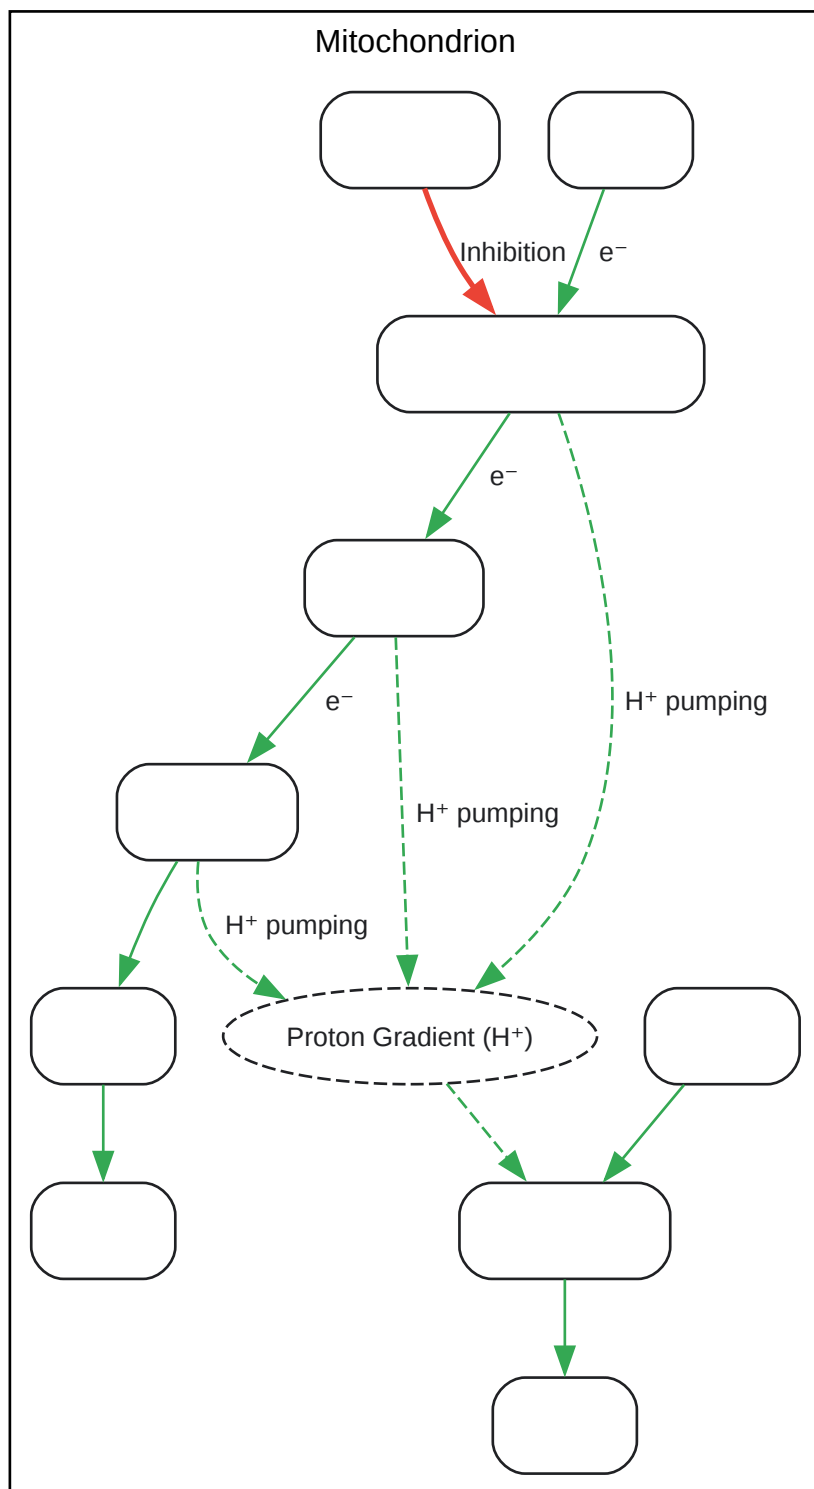 Mitochondrion
Inhibition
e⁻
e⁻
e⁻
H⁺ pumping
H⁺ pumping
H⁺ pumping
Proton Gradient (H⁺)